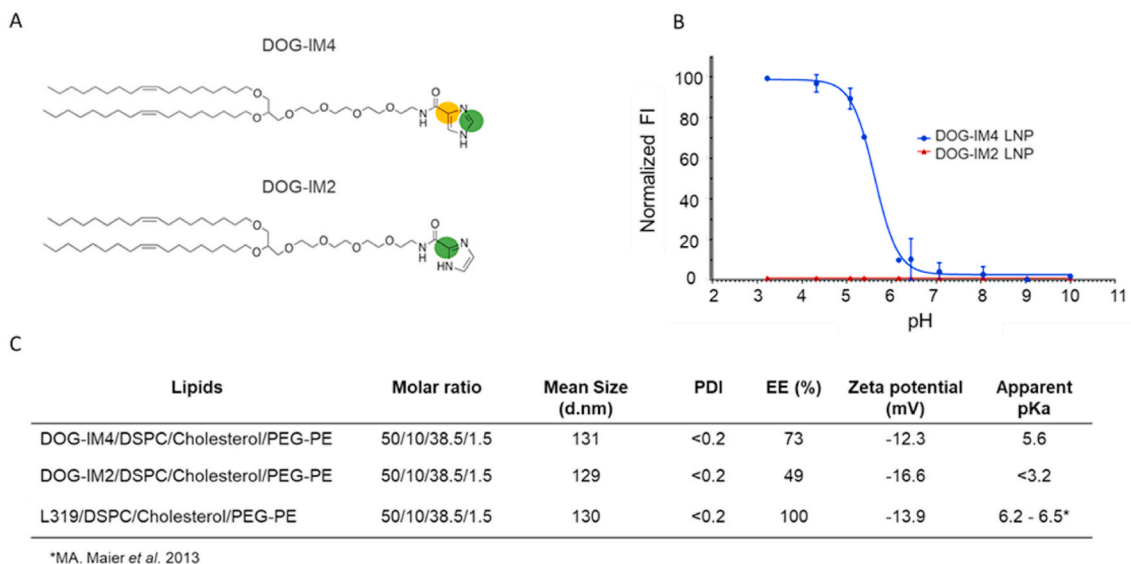 A
DOG-IM4
O
O
O
O
O
O
O
NH
N
NH
DOG-IM2
O
O
O
O
O
O
O
NH
N
HN
B
Normalized FI
100
80
60
40
20
0
2 3 4 5 6 7 8 9 10 11
pH
DOG-IM4 LNP
DOG-IM2 LNP
C
Lipids Molar ratio Mean Size (d.nm) PDI EE (%) Zeta potential (mV) Apparent pKa
DOG-IM4/DSPC/Cholesterol/PEG-PE 50/10/38.5/1.5 131 <0.2 73 -12.3 5.6
DOG-IM2/DSPC/Cholesterol/PEG-PE 50/10/38.5/1.5 129 <0.2 49 -16.6 <3.2
L319/DSPC/Cholesterol/PEG-PE 50/10/38.5/1.5 130 <0.2 100 -13.9 6.2 - 6.5*
*MA. Maier et al. 2013